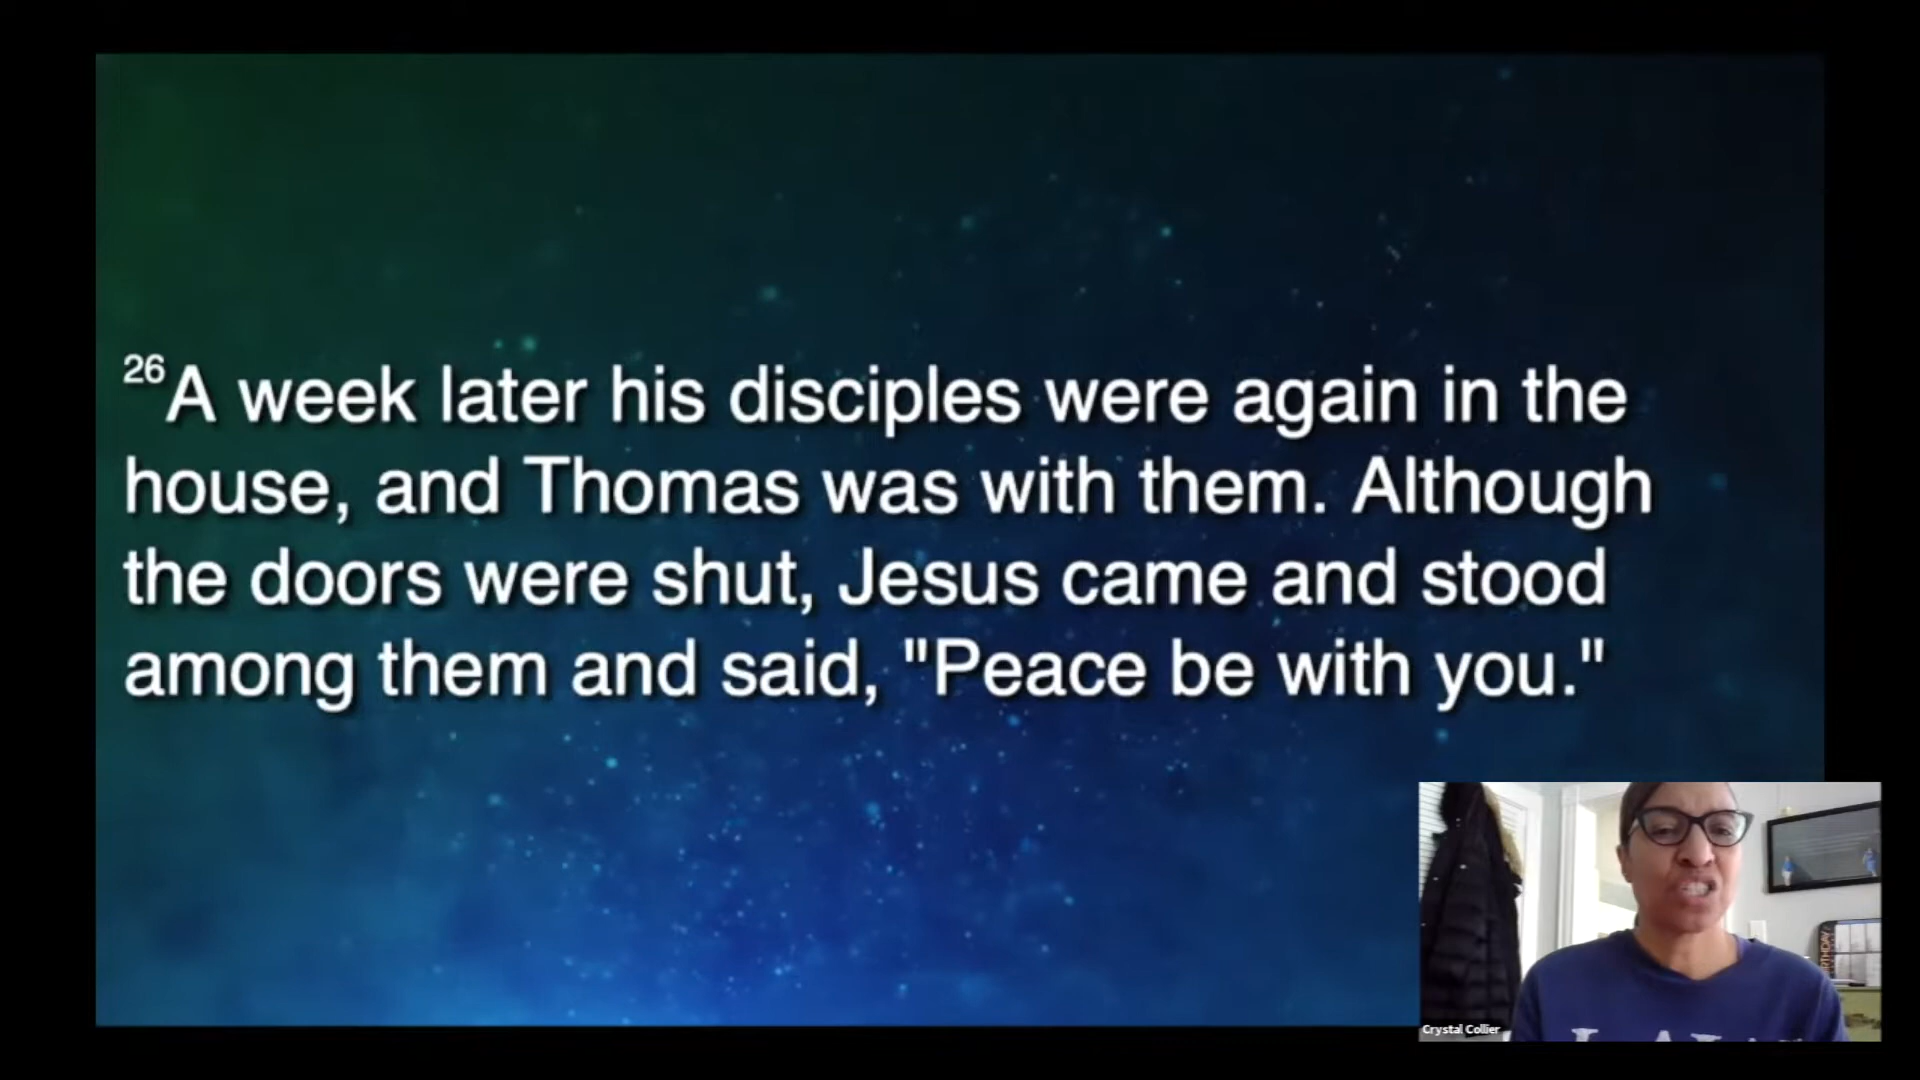 26A week later his disciples were again in the
house, and Thomas was with them. Although
the doors were shut, Jesus came and stood
among them and said, "Peace be with you."
Crystal Collier